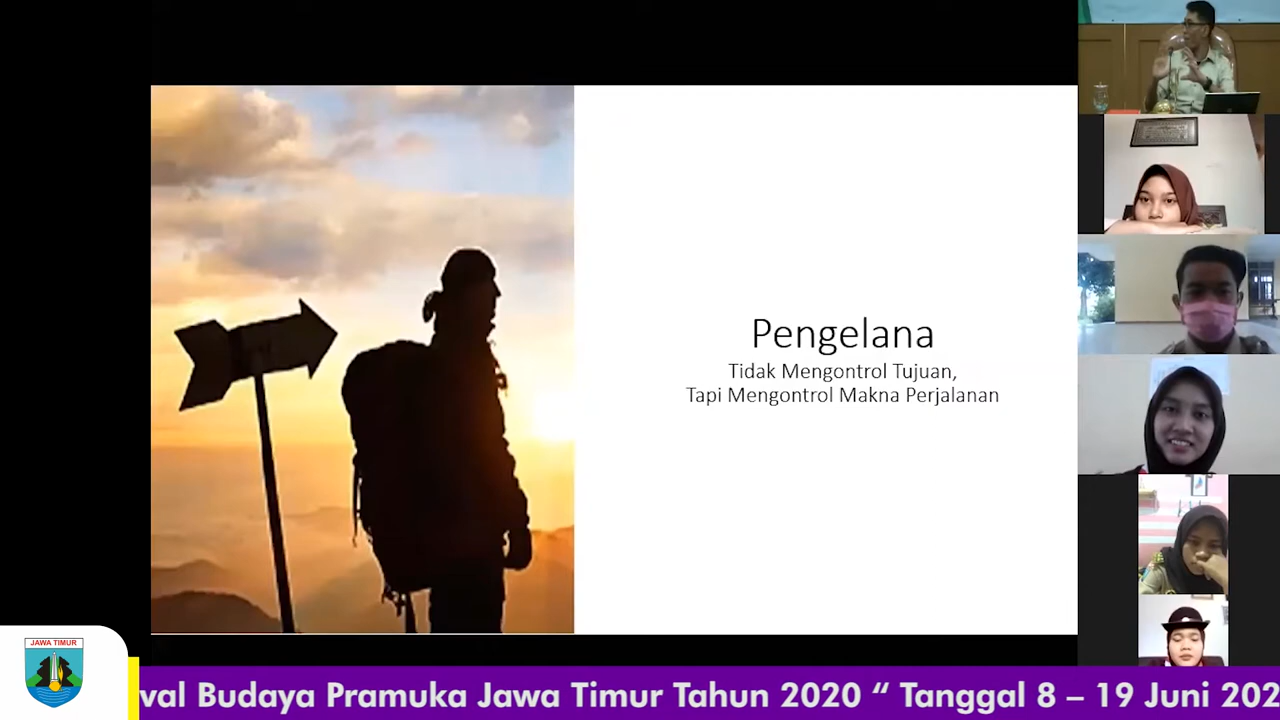 Pengelana
Tidak Mengontrol Tujuan,
Tapi Mengontrol Makna Perjalanan
JAWA TIMUR
val Budaya Pramuka Jawa Timur Tahun 2020 “ Tanggal 8 – 19 Juni 202